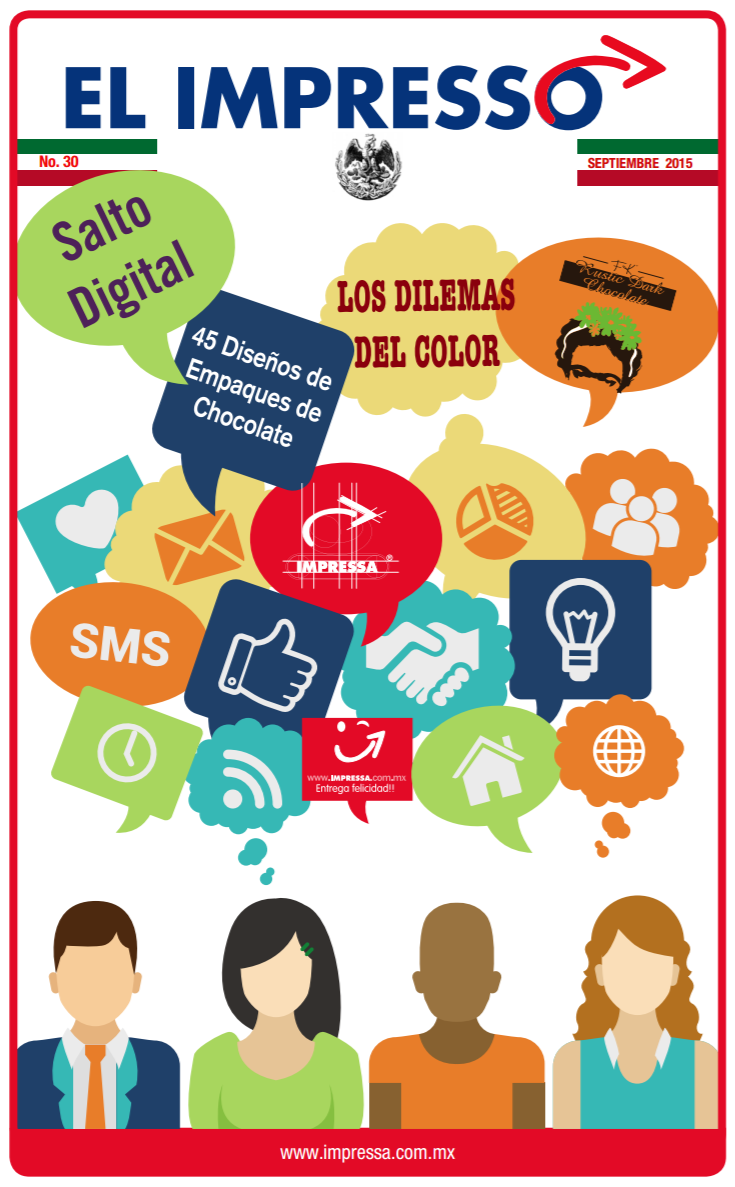 EL IMPRESSO
No. 30
SEPTIEMBRE 2015
Salto
Digital
45 Diseños de
Empaques de
Chocolate
LOS DILEMAS
DEL COLOR
F.K.
Rustic Dark
Chocolate
IMPRESSA®
SMS
www.IMPRESSA.com.mx
Entrega felicidad!!
www.impressa.com.mx